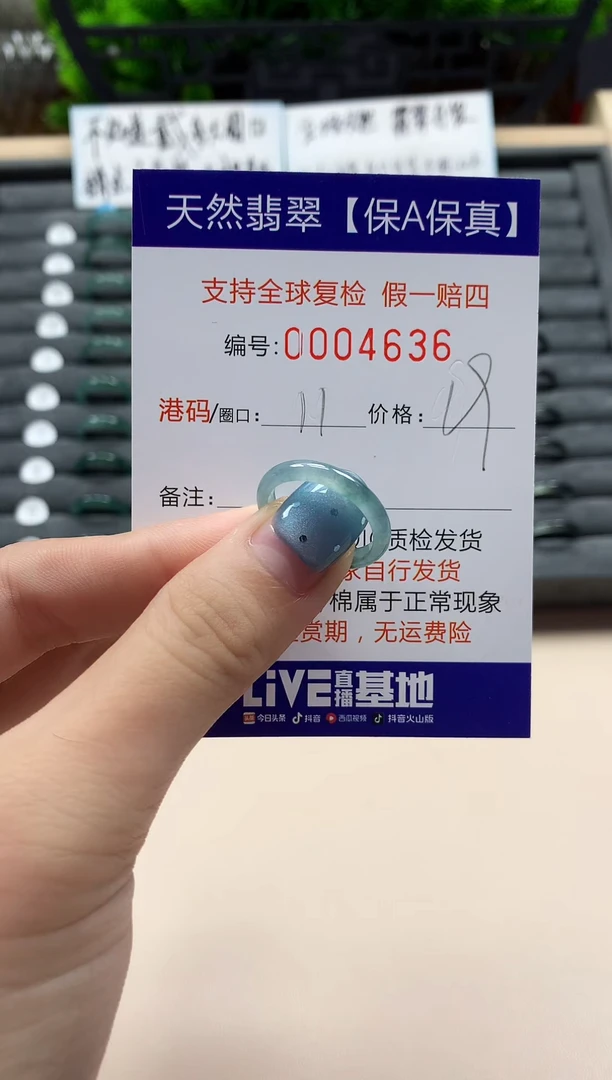 天然翡翠【保A保真】
支持全球复检 假一赔四
编号:0004636
港码/圈口: 11 价格:
备注:
质检发货
家自行发货
棉属于正常现象
赏期，无运费险
LiVE直播基地
今日头条 抖音 西瓜视频 抖音火山版